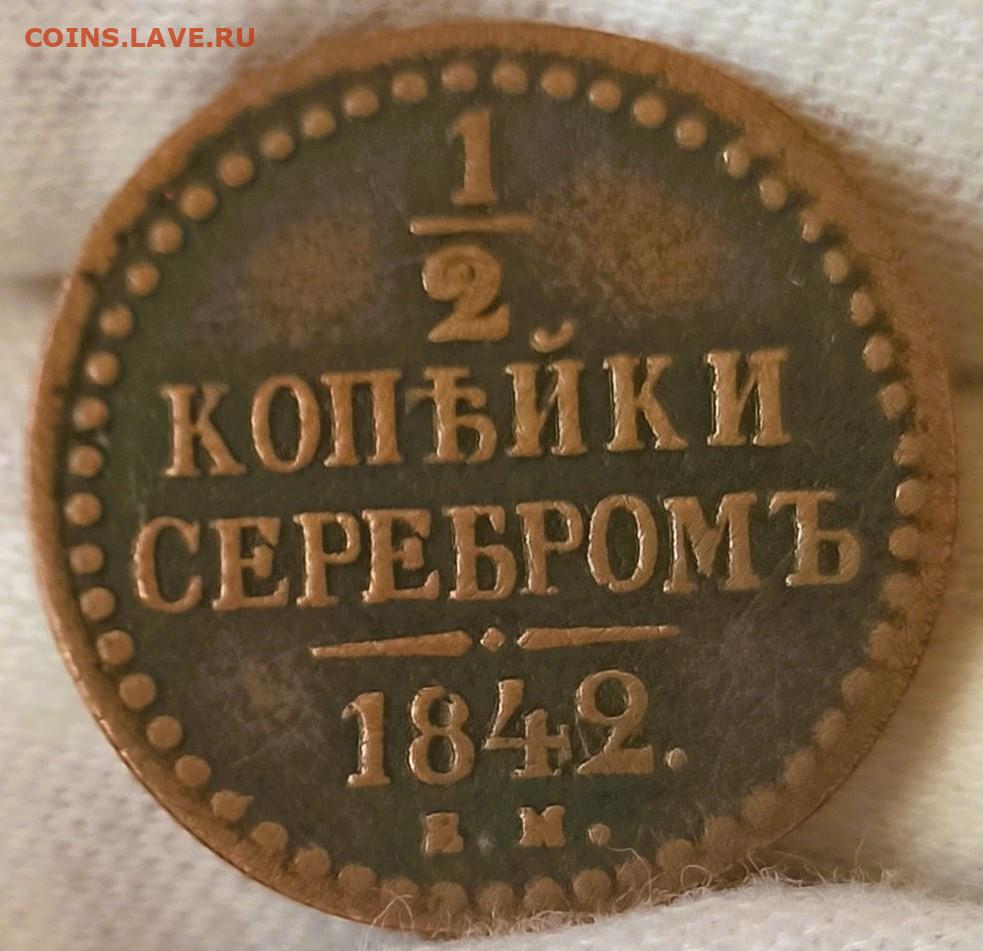 COINS.LAVE.RU
1/2
КОПѢЙКИ
СЕРЕБРОМЪ
1842.
Е М.